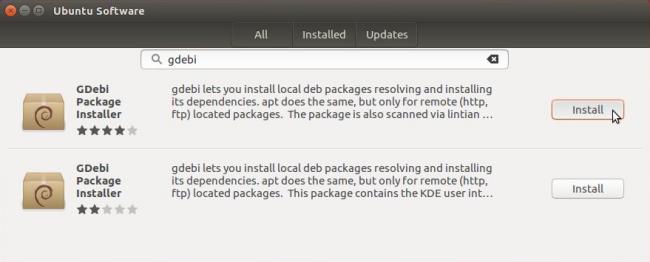 Ubuntu Software
All Installed Updates
gdebi
GDebi
Package
Installer
gdebi lets you install local deb packages resolving and installing
its dependencies. apt does the same, but only for remote (http,
ftp) located packages.  The package is also scanned via lintian ...
Install
GDebi
Package
Installer
gdebi lets you install local deb packages resolving and installing
its dependencies. apt does the same, but only for remote (http,
ftp) located packages.  This package contains the KDE user int...
Install